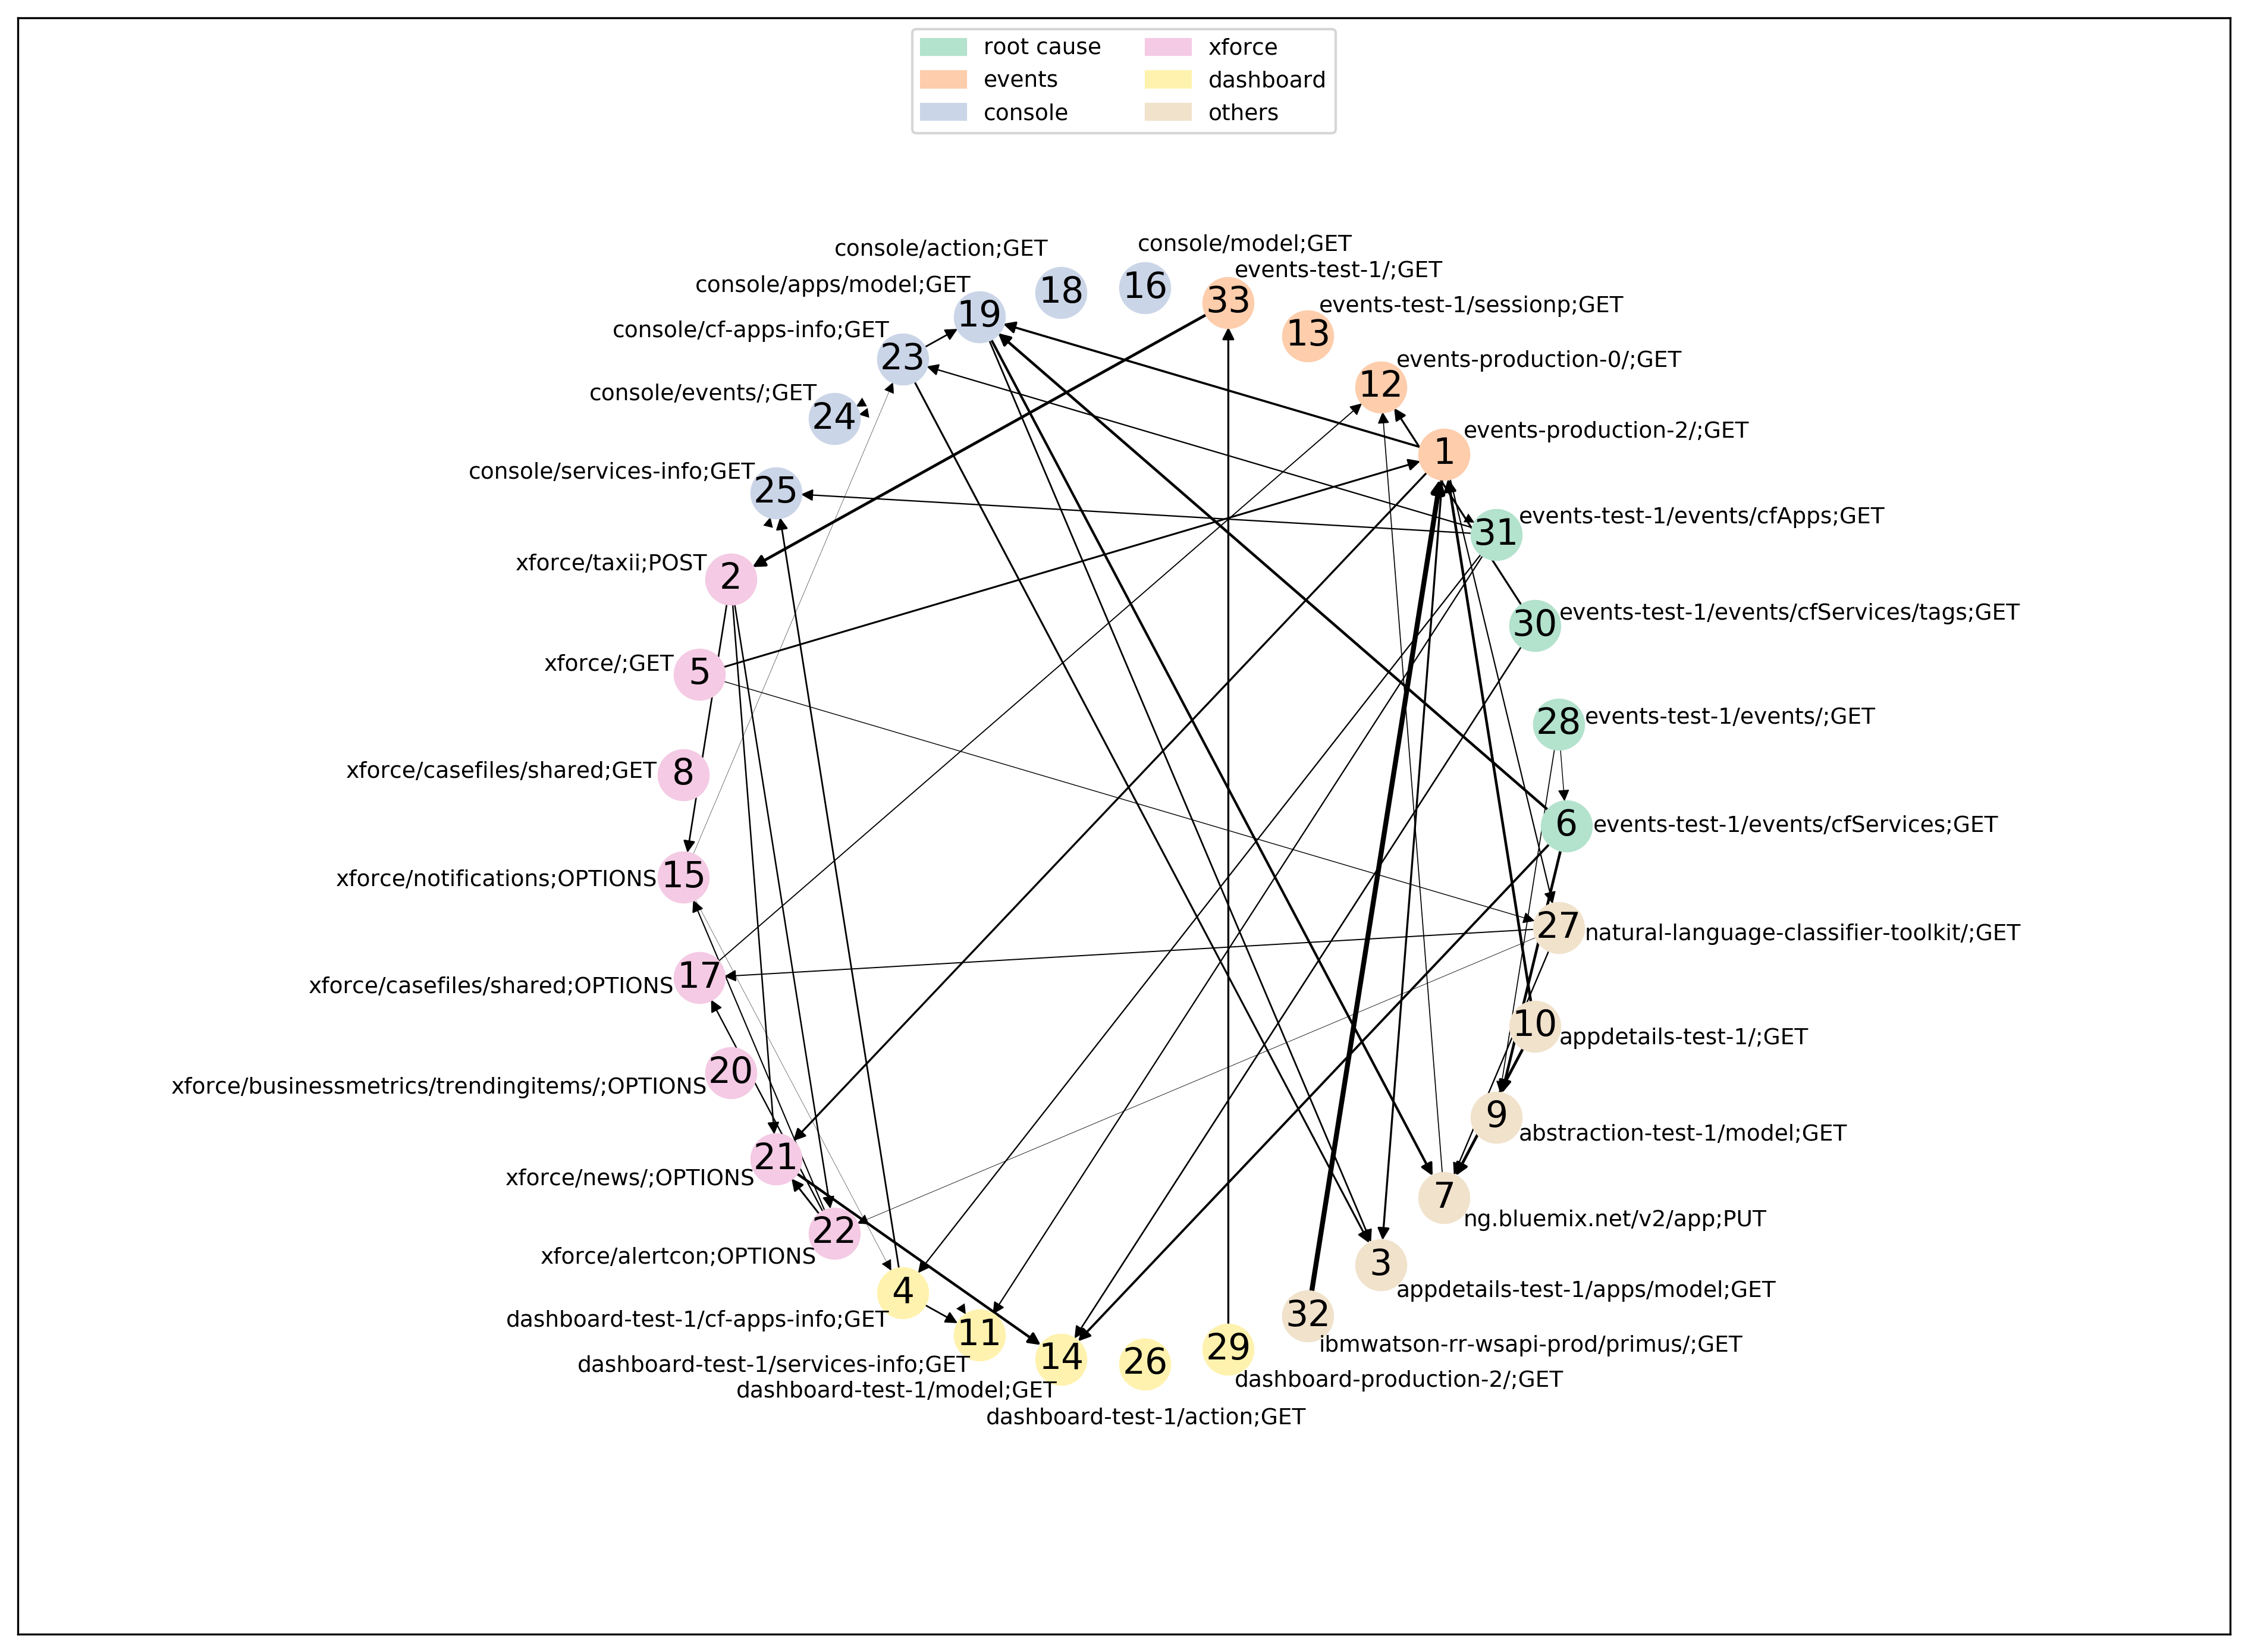 root cause
events
console
xforce
dashboard
others
console/action;GET
console/model;GET
events-test-1/;GET
console/apps/model;GET
18
16
33
events-test-1/sessionp;GET
19
13
console/cf-apps-info;GET
23
events-production-0/;GET
12
console/events/;GET
24
events-production-2/;GET
1
console/services-info;GET
25
events-test-1/events/cfApps;GET
31
xforce/taxii;POST
2
events-test-1/events/cfServices/tags;GET
30
xforce/;GET
5
events-test-1/events/;GET
28
xforce/casefiles/shared;GET
8
6
events-test-1/events/cfServices;GET
xforce/notifications;OPTIONS
15
27
natural-language-classifier-toolkit/;GET
xforce/casefiles/shared;OPTIONS
17
10
appdetails-test-1/;GET
xforce/businessmetrics/trendingitems/;OPTIONS
20
9
abstraction-test-1/model;GET
xforce/news/;OPTIONS
21
7
ng.bluemix.net/v2/app;PUT
xforce/alertcon;OPTIONS
22
3
appdetails-test-1/apps/model;GET
dashboard-test-1/cf-apps-info;GET
4
32
ibmwatson-rr-wsapi-prod/primus/;GET
dashboard-test-1/services-info;GET
11
29
dashboard-production-2/;GET
dashboard-test-1/model;GET
14
26
dashboard-test-1/action;GET